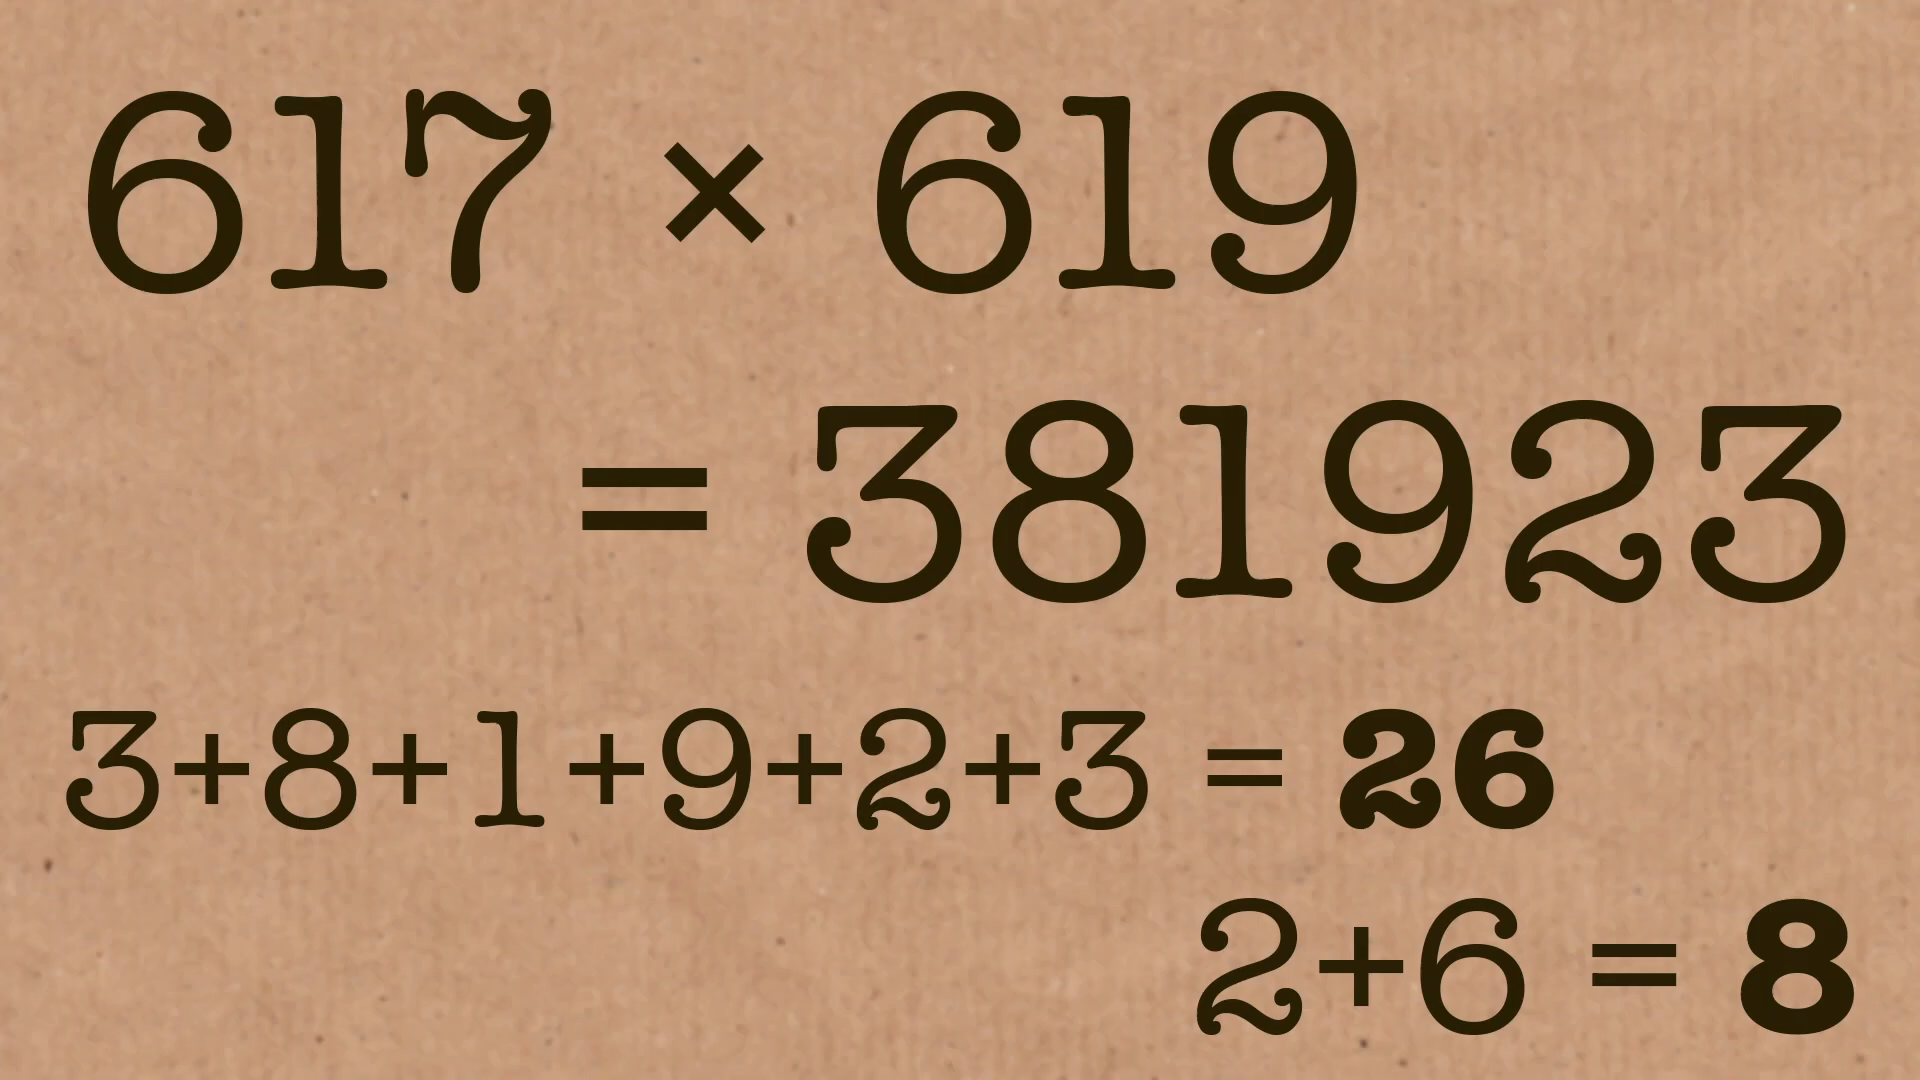 617 × 619
= 381923
3+8+1+9+2+3 = 26
2+6 = 8